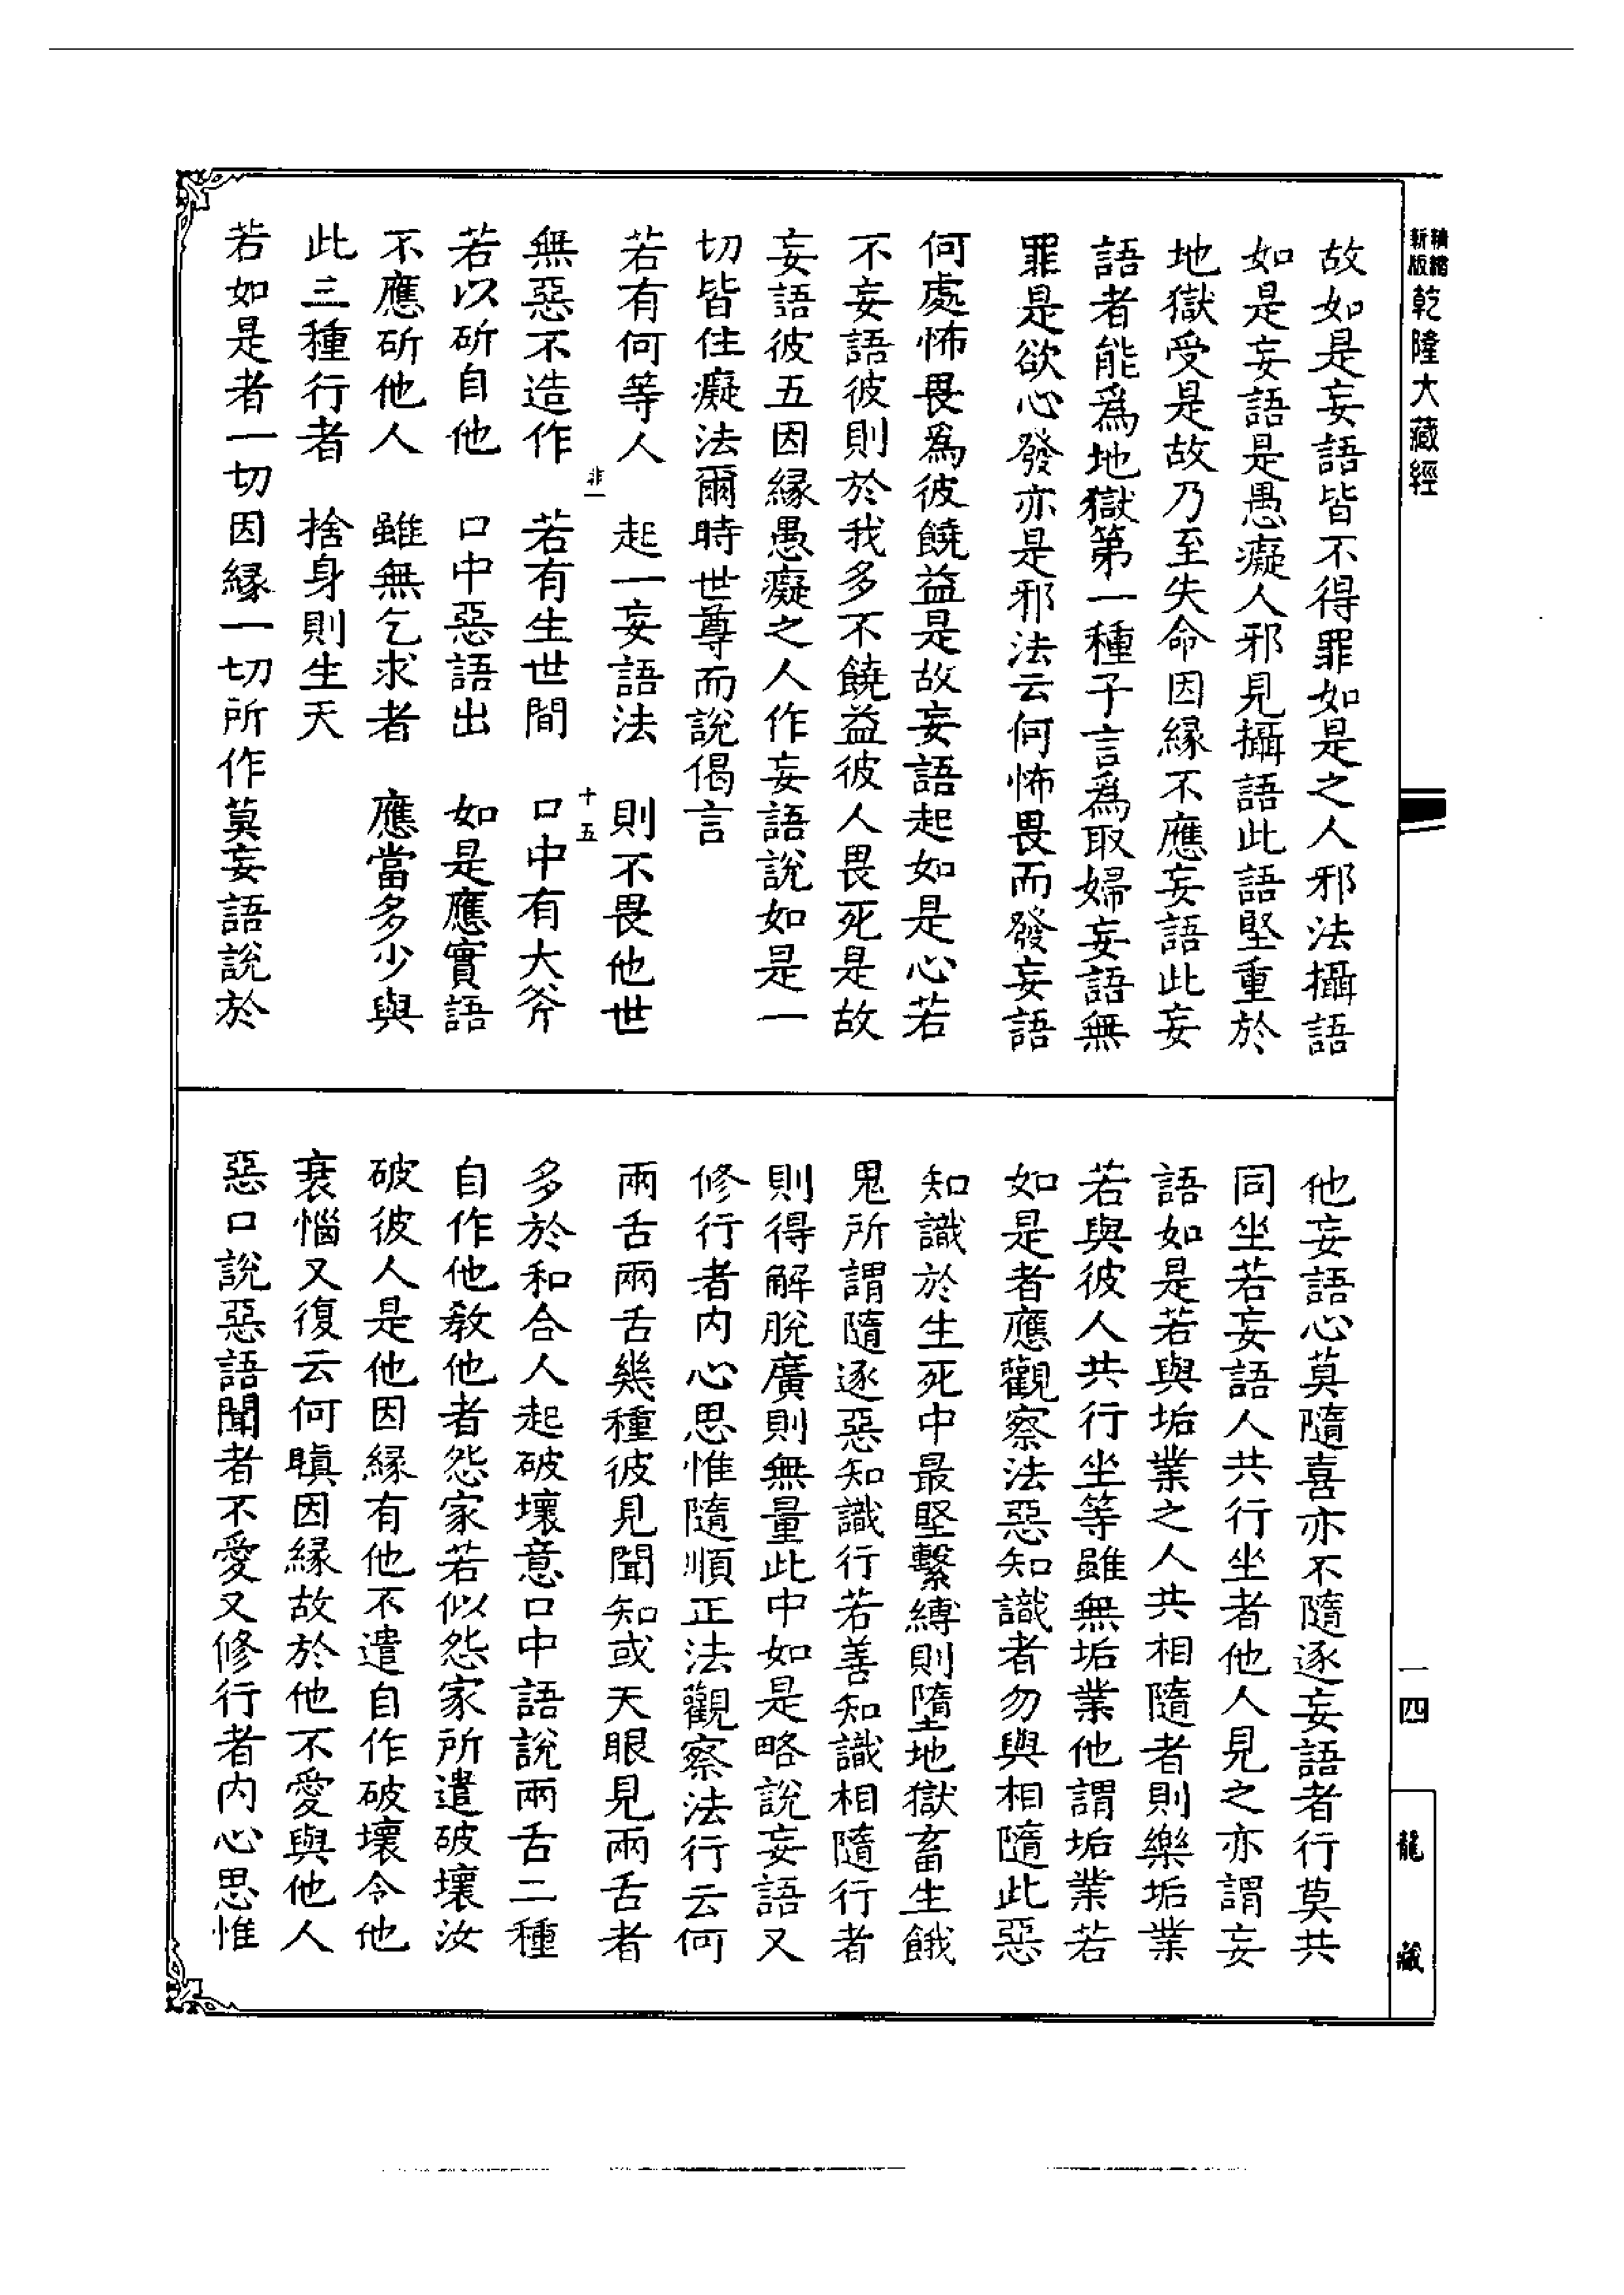 新版精縮乾隆大藏經
故如是妄語皆不得罪如是之人邪法攝語
如是妄語是愚癡人邪見攝語此語堅重於
地獄受是故乃至失命因緣不應妄語此妄
語者能爲地獄第一種子言爲取婦妄語無
罪是欲心發亦是邪法云何怖畏而發妄語
何處怖畏爲彼饒益是故妄語起如是心若
不妄語彼則於我多不饒益彼人畏死是故
妄語彼五因緣愚癡之人作妄語說如是一
切皆住癡法爾時世尊而說偈言
若有何等人　起一妄語法　則不畏他世
非一　十五
無惡不造作　若有生世間　口中有大斧
若以斫自他　口中惡語出　如是應實語
不應斫他人　雖無乞求者　應當多少與
此三種行者　捨身則生天
若如是者一切因緣一切所作莫妄語說於
他妄語心莫隨喜亦不隨逐妄語者行莫共
同坐若妄語人共行坐者他人見之亦謂妄
語如是若與垢業之人共相隨者則樂垢業
若與彼人共行坐等雖無垢業他謂垢業若
如是者應觀察法惡知識者勿與相隨此惡
知識於生死中最堅繫縛則墮地獄畜生餓
鬼所謂隨逐惡知識行若善知識相隨行者
則得解脫廣則無量此中如是略說妄語又
修行者內心思惟隨順正法觀察法行云何
兩舌兩舌幾種彼見聞知或天眼見兩舌者
多於和合人起破壞意口中語說兩舌二種
自作他教他者怨家若似怨家所遣破壞汝
破彼人是他因緣有他不遣自作破壞令他
衰惱又復云何瞋因緣故於他不愛與他人
惡口說惡語聞者不愛又修行者內心思惟
一四
龍藏